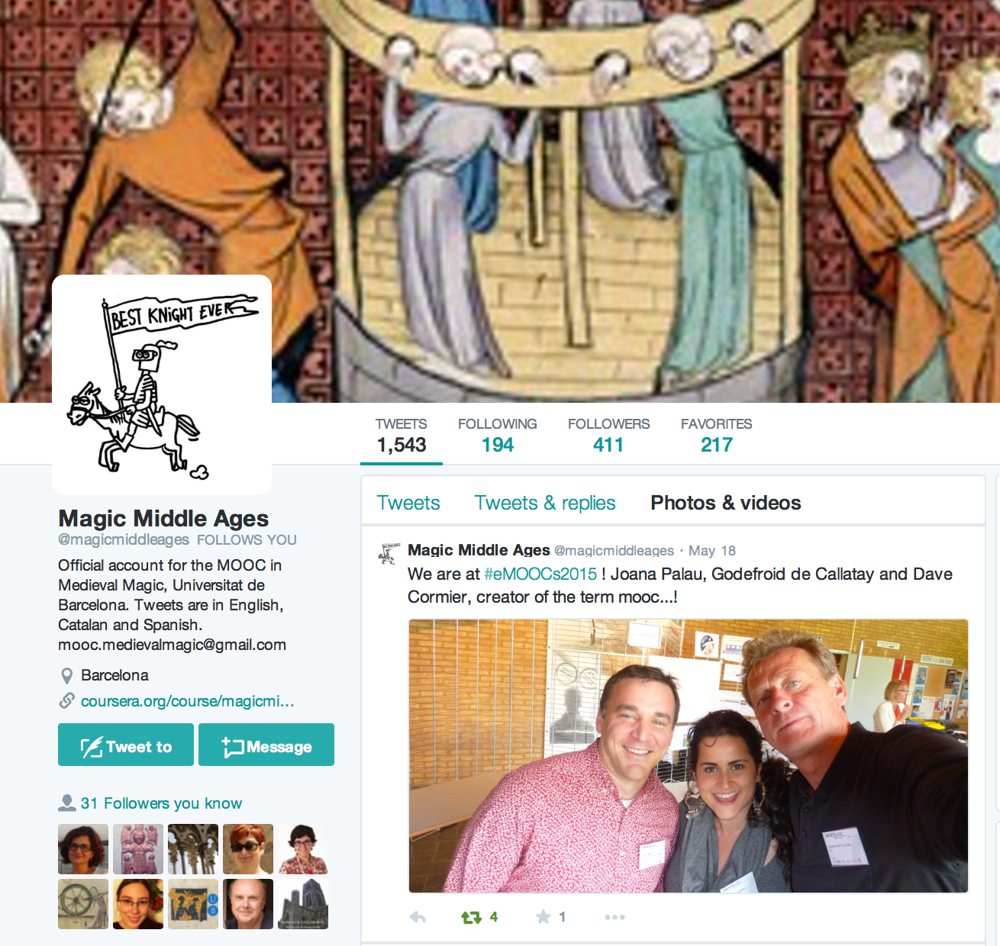 BEST KNIGHT EVER
TWEETS
1,543
FOLLOWING
194
FOLLOWERS
411
FAVORITES
217
Magic Middle Ages
@magicmiddleages FOLLOWS YOU
Official account for the MOOC in
Medieval Magic, Universitat de
Barcelona. Tweets are in English,
Catalan and Spanish.
mooc.medievalmagic@gmail.com
Barcelona
coursera.org/course/magicmi...
Tweet to
Message
31 Followers you know
U
B
Tweets
Tweets & replies
Photos & videos
Magic Middle Ages @magicmiddleages · May 18
We are at #eMOOCs2015 ! Joana Palau, Godefroid de Callatay and Dave
Cormier, creator of the term mooc...!
4
1